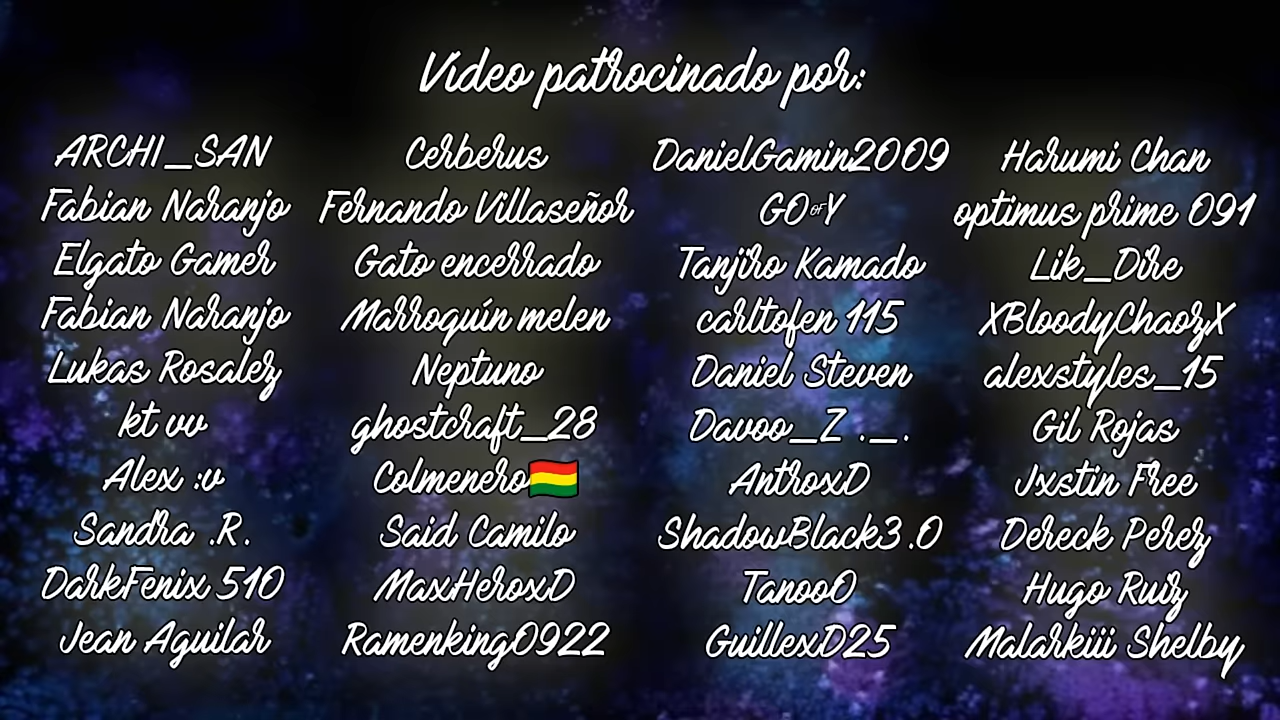 Vídeo patrocinado por:
ARCHI_SAN
Fabian Naranjo
Elgato Gamer
Fabian Naranjo
Lukas Rosalez
kt vv
Alex :v
Sandra .R.
DarkFenix 510
Jean Aguilar
Cerberus
Fernando Villaseñor
Gato encerrado
Marroquín melen
Neptuno
ghostcraft_28
Colmenero🇧🇴
Said Camilo
MaxHeroxD
Ramenking0922
DanielGamin2009
GOofY
Tanjiro Kamado
carltofen 115
Daniel Steven
Davoo_Z ._.
AntroxD
ShadowBlack3.0
TanooO
GuillexD25
Harumi Chan
optimus prime 091
Lik_Dire
XBloodyChaozX
alexstyles_15
Gil Rojas
Jxstin Free
Dereck Perez
Hugo Ruiz
Malarkiii Shelby